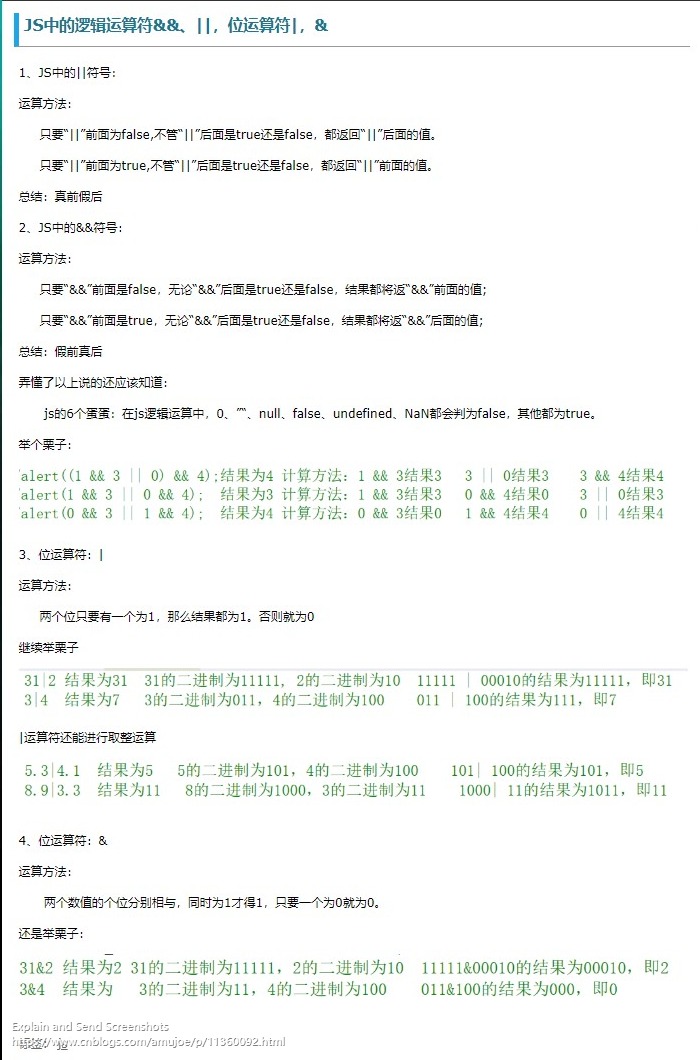 JS中的逻辑运算符&&、||，位运算符|，&
1、JS中的||符号：
运算方法：
只要“||”前面为false,不管“||”后面是true还是false，都返回“||”后面的值。
只要“||”前面为true,不管“||”后面是true还是false，都返回“||”前面的值。
总结：真前假后
2、JS中的&&符号：
运算方法：
只要“&&”前面是false，无论“&&”后面是true还是false，结果都将返“&&”前面的值;
只要“&&”前面是true，无论“&&”后面是true还是false，结果都将返“&&”后面的值;
总结：假前真后
弄懂了以上说的还应该知道：
js的6个蛋蛋：在js逻辑运算中，0、”“、null、false、undefined、NaN都会判为false，其他都为true。
举个栗子：
alert((1 && 3 || 0) && 4);结果为4 计算方法：1 && 3结果3 3 || 0结果3 3 && 4结果4
alert(1 && 3 || 0 && 4); 结果为3 计算方法：1 && 3结果3 0 && 4结果0 3 || 0结果3
alert(0 && 3 || 1 && 4); 结果为4 计算方法：0 && 3结果0 1 && 4结果4 0 || 4结果4
3、位运算符：|
运算方法：
两个位只要有一个为1，那么结果都为1。否则就为0
继续举栗子
31|2 结果为31 31的二进制为11111, 2的二进制为10 11111 | 00010的结果为11111，即31
3|4 结果为7 3的二进制为011，4的二进制为100 011 | 100的结果为111，即7
|运算符还能进行取整运算
5.3|4.1 结果为5 5的二进制为101，4的二进制为100 101| 100的结果为101，即5
8.9|3.3 结果为11 8的二进制为1000，3的二进制为11 1000| 11的结果为1011，即11
4、位运算符：&
运算方法：
两个数值的个位分别相与，同时为1才得1，只要一个为0就为0。
还是举栗子：
31&2 结果为2 31的二进制为11111，2的二进制为10 11111&00010的结果为00010，即2
3&4 结果为 3的二进制为11，4的二进制为100 011&100的结果为000，即0
Explain and Send Screenshots
https://www.cnblogs.com/amujoe/p/11360092.html
标签: js